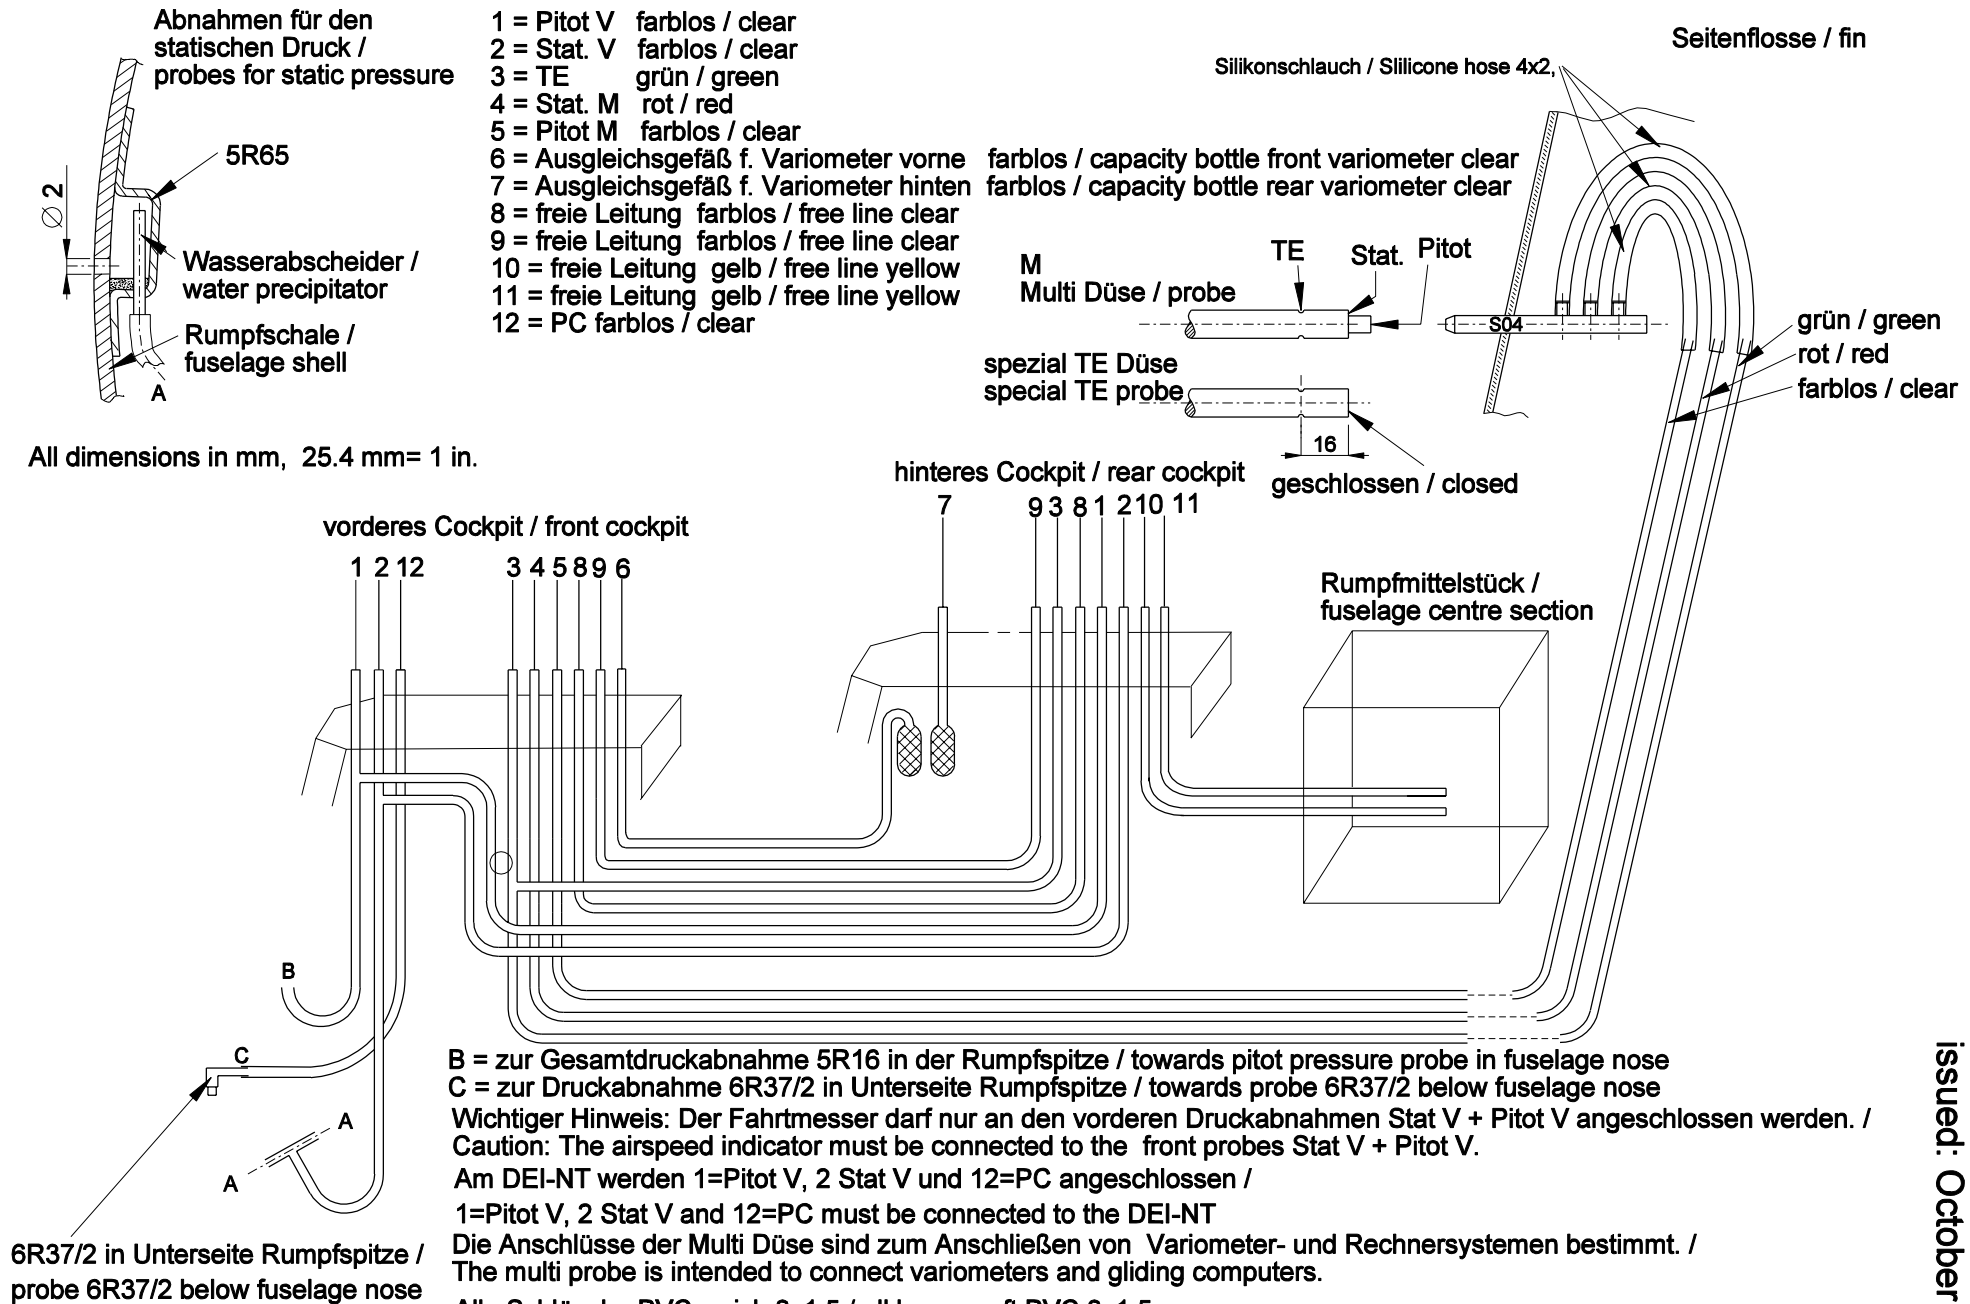 Abnahmen für den
statischen Druck /
probes for static pressure
5R65
Ø 2
Wasserabscheider /
water precipitator
Rumpfschale /
fuselage shell
A
1 = Pitot V farblos / clear
2 = Stat. V farblos / clear
3 = TE grün / green
4 = Stat. M rot / red
5 = Pitot M farblos / clear
6 = Ausgleichsgefäß f. Variometer vorne farblos / capacity bottle front variometer clear
7 = Ausgleichsgefäß f. Variometer hinten farblos / capacity bottle rear variometer clear
8 = freie Leitung farblos / free line clear
9 = freie Leitung farblos / free line clear
10 = freie Leitung gelb / free line yellow
11 = freie Leitung gelb / free line yellow
12 = PC farblos / clear
Seitenflosse / fin
Silikonschlauch / Slilicone hose 4x2,
TE Stat. Pitot
M
Multi Düse / probe
S04
spezial TE Düse
special TE probe
16
geschlossen / closed
grün / green
rot / red
farblos / clear
All dimensions in mm, 25.4 mm= 1 in.
hinteres Cockpit / rear cockpit
7 9 3 8 1 2 10 11
vorderes Cockpit / front cockpit
1 2 12 3 4 5 8 9 6
Rumpfmittelstück /
fuselage centre section
B
C
A
A
6R37/2 in Unterseite Rumpfspitze /
probe 6R37/2 below fuselage nose
B = zur Gesamtdruckabnahme 5R16 in der Rumpfspitze / towards pitot pressure probe in fuselage nose
C = zur Druckabnahme 6R37/2 in Unterseite Rumpfspitze / towards probe 6R37/2 below fuselage nose
Wichtiger Hinweis: Der Fahrtmesser darf nur an den vorderen Druckabnahmen Stat V + Pitot V angeschlossen werden. /
Caution: The airspeed indicator must be connected to the front probes Stat V + Pitot V.
Am DEI-NT werden 1=Pitot V, 2 Stat V und 12=PC angeschlossen /
1=Pitot V, 2 Stat V and 12=PC must be connected to the DEI-NT
Die Anschlüsse der Multi Düse sind zum Anschließen von Variometer- und Rechnersystemen bestimmt. /
The multi probe is intended to connect variometers and gliding computers.
issued: October